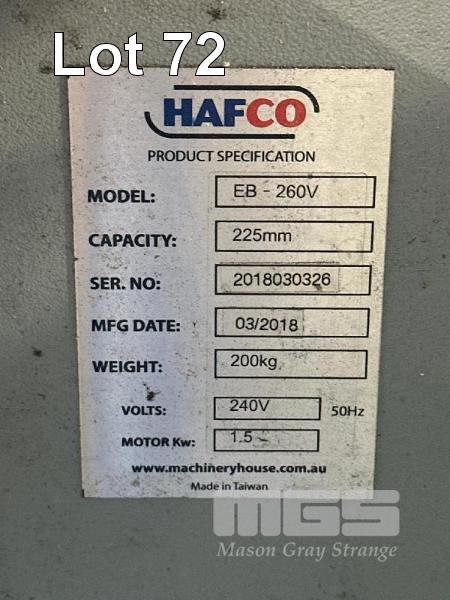 Lot 72
HAFCO
PRODUCT SPECIFICATION
MODEL: EB - 260V
CAPACITY: 225mm
SER. NO: 2018030326
MFG DATE: 03/2018
WEIGHT: 200kg
VOLTS: 240V 50Hz
MOTOR Kw: 1.5 -
www.machineryhouse.com.au
Made in Taiwan
MGS
Mason Gray Strange